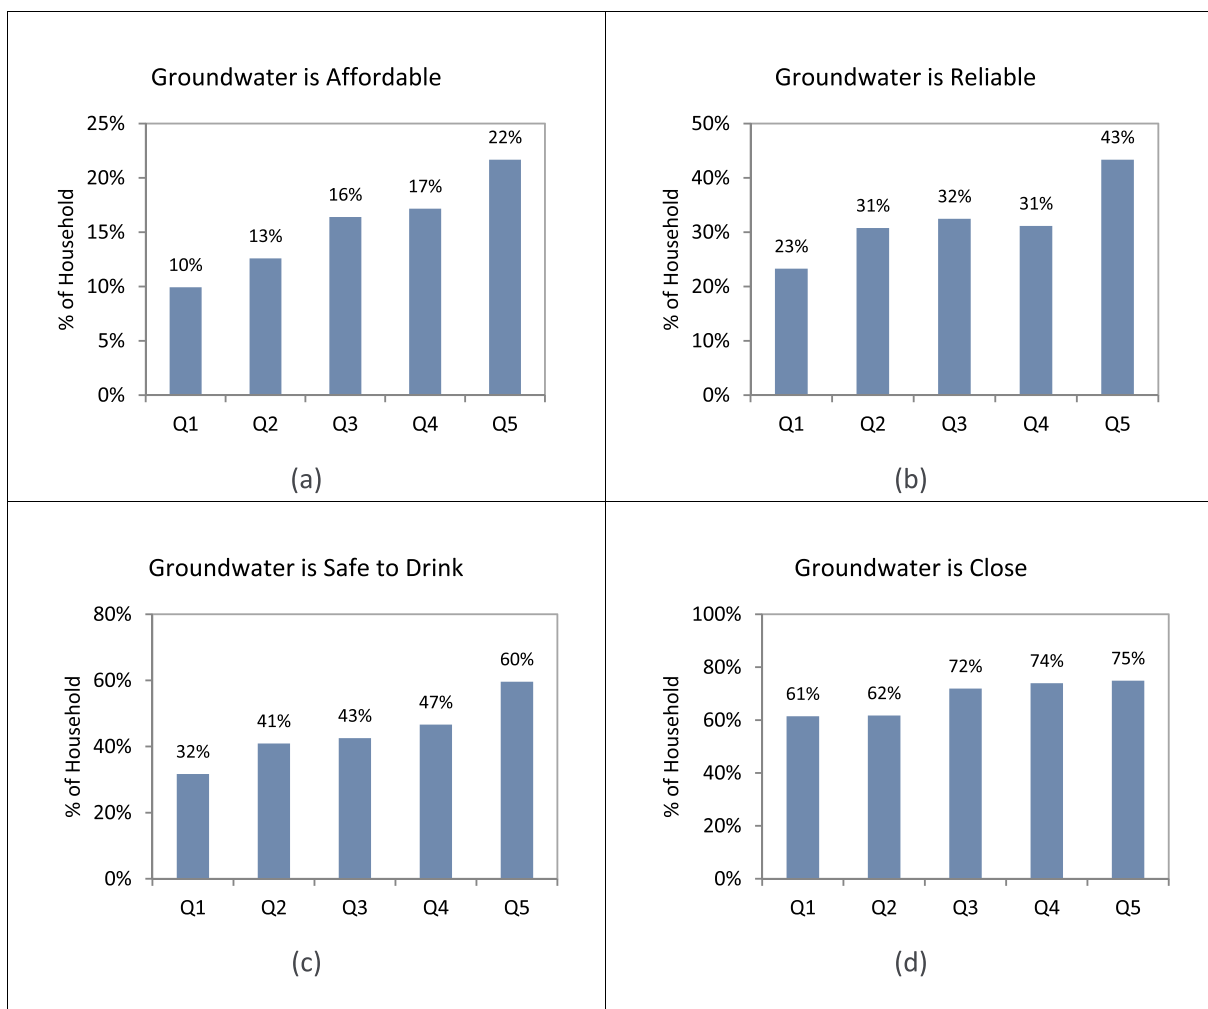 Groundwater is Affordable
25%
20%
15%
10%
5%
0%
% of Household
10%
13%
16%
17%
22%
Q1 Q2 Q3 Q4 Q5
(a)
Groundwater is Reliable
50%
40%
30%
20%
10%
0%
% of Household
23%
31%
32%
31%
43%
Q1 Q2 Q3 Q4 Q5
(b)
Groundwater is Safe to Drink
80%
60%
40%
20%
0%
% of Household
32%
41%
43%
47%
60%
Q1 Q2 Q3 Q4 Q5
(c)
Groundwater is Close
100%
80%
60%
40%
20%
0%
% of Household
61%
62%
72%
74%
75%
Q1 Q2 Q3 Q4 Q5
(d)